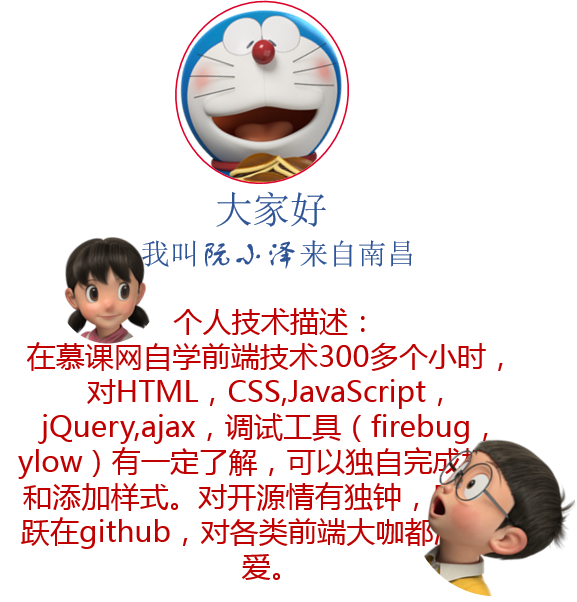 大家好
我叫阮小泽来自南昌
个人技术描述：
在慕课网自学前端技术300多个小时，
对HTML，CSS,JavaScript，
jQuery,ajax，调试工具（firebug，
ylow）有一定了解，可以独自完成
和添加样式。对开源情有独钟，
跃在github，对各类前端大咖都
爱。